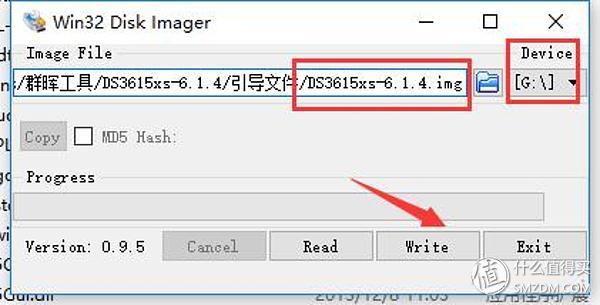 Win32 Disk Imager
Image File
Device
/群晖工具/DS3615xs-6.1.4/引导文件/DS3615xs-6.1.4.img
[G:\]
Copy
MD5 Hash:
Progress
Version: 0.9.5
Cancel
Read
Write
Exit
值 什么值得买
SMZDM.COM